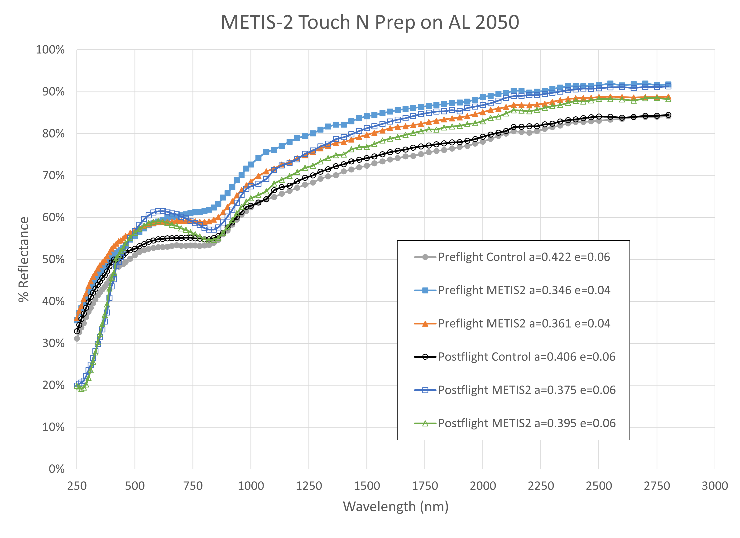 METIS-2 Touch N Prep on AL 2050
100%
90%
80%
70%
60%
50%
40%
30%
20%
10%
0%
% Reflectance
Preflight Control a=0.422 e=0.06
Preflight METIS2 a=0.346 e=0.04
Preflight METIS2 a=0.361 e=0.04
Postflight Control a=0.406 e=0.06
Postflight METIS2 a=0.375 e=0.06
Postflight METIS2 a=0.395 e=0.06
250 500 750 1000 1250 1500 1750 2000 2250 2500 2750 3000
Wavelength (nm)